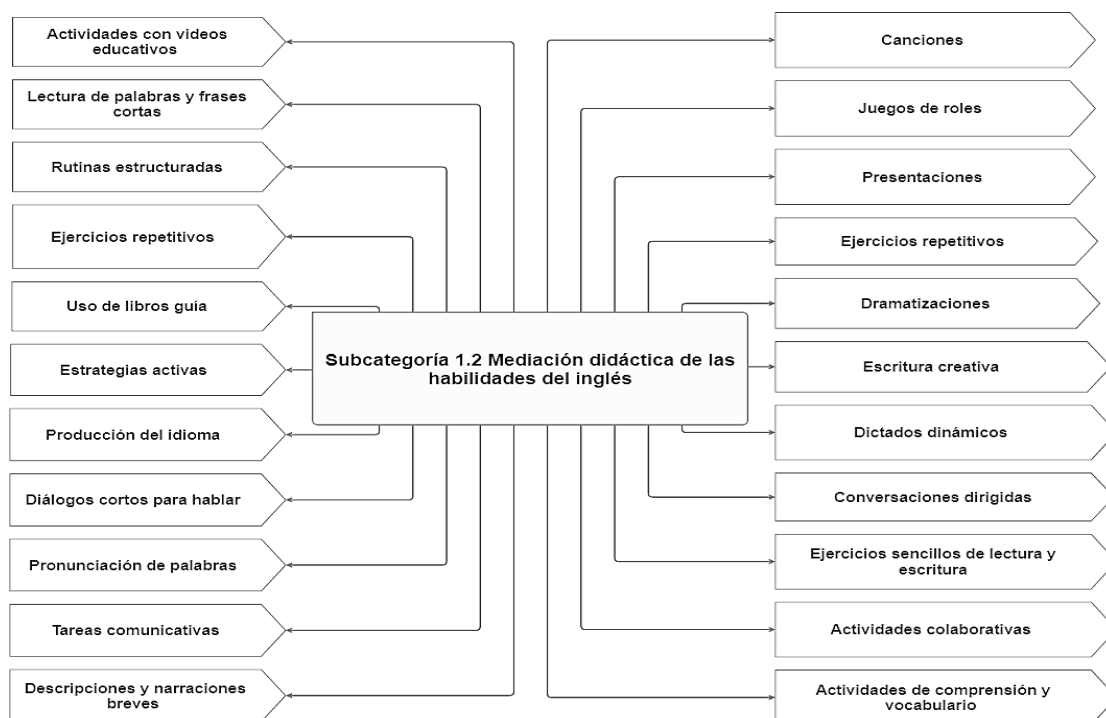 Actividades con videos
educativos
Lectura de palabras y frases
cortas
Rutinas estructuradas
Ejercicios repetitivos
Uso de libros guía
Estrategias activas
Producción del idioma
Diálogos cortos para hablar
Pronunciación de palabras
Tareas comunicativas
Descripciones y narraciones
breves
Subcategoría 1.2 Mediación didáctica de las
habilidades del inglés
Canciones
Juegos de roles
Presentaciones
Ejercicios repetitivos
Dramatizaciones
Escritura creativa
Dictados dinámicos
Conversaciones dirigidas
Ejercicios sencillos de lectura y
escritura
Actividades colaborativas
Actividades de comprensión y
vocabulario